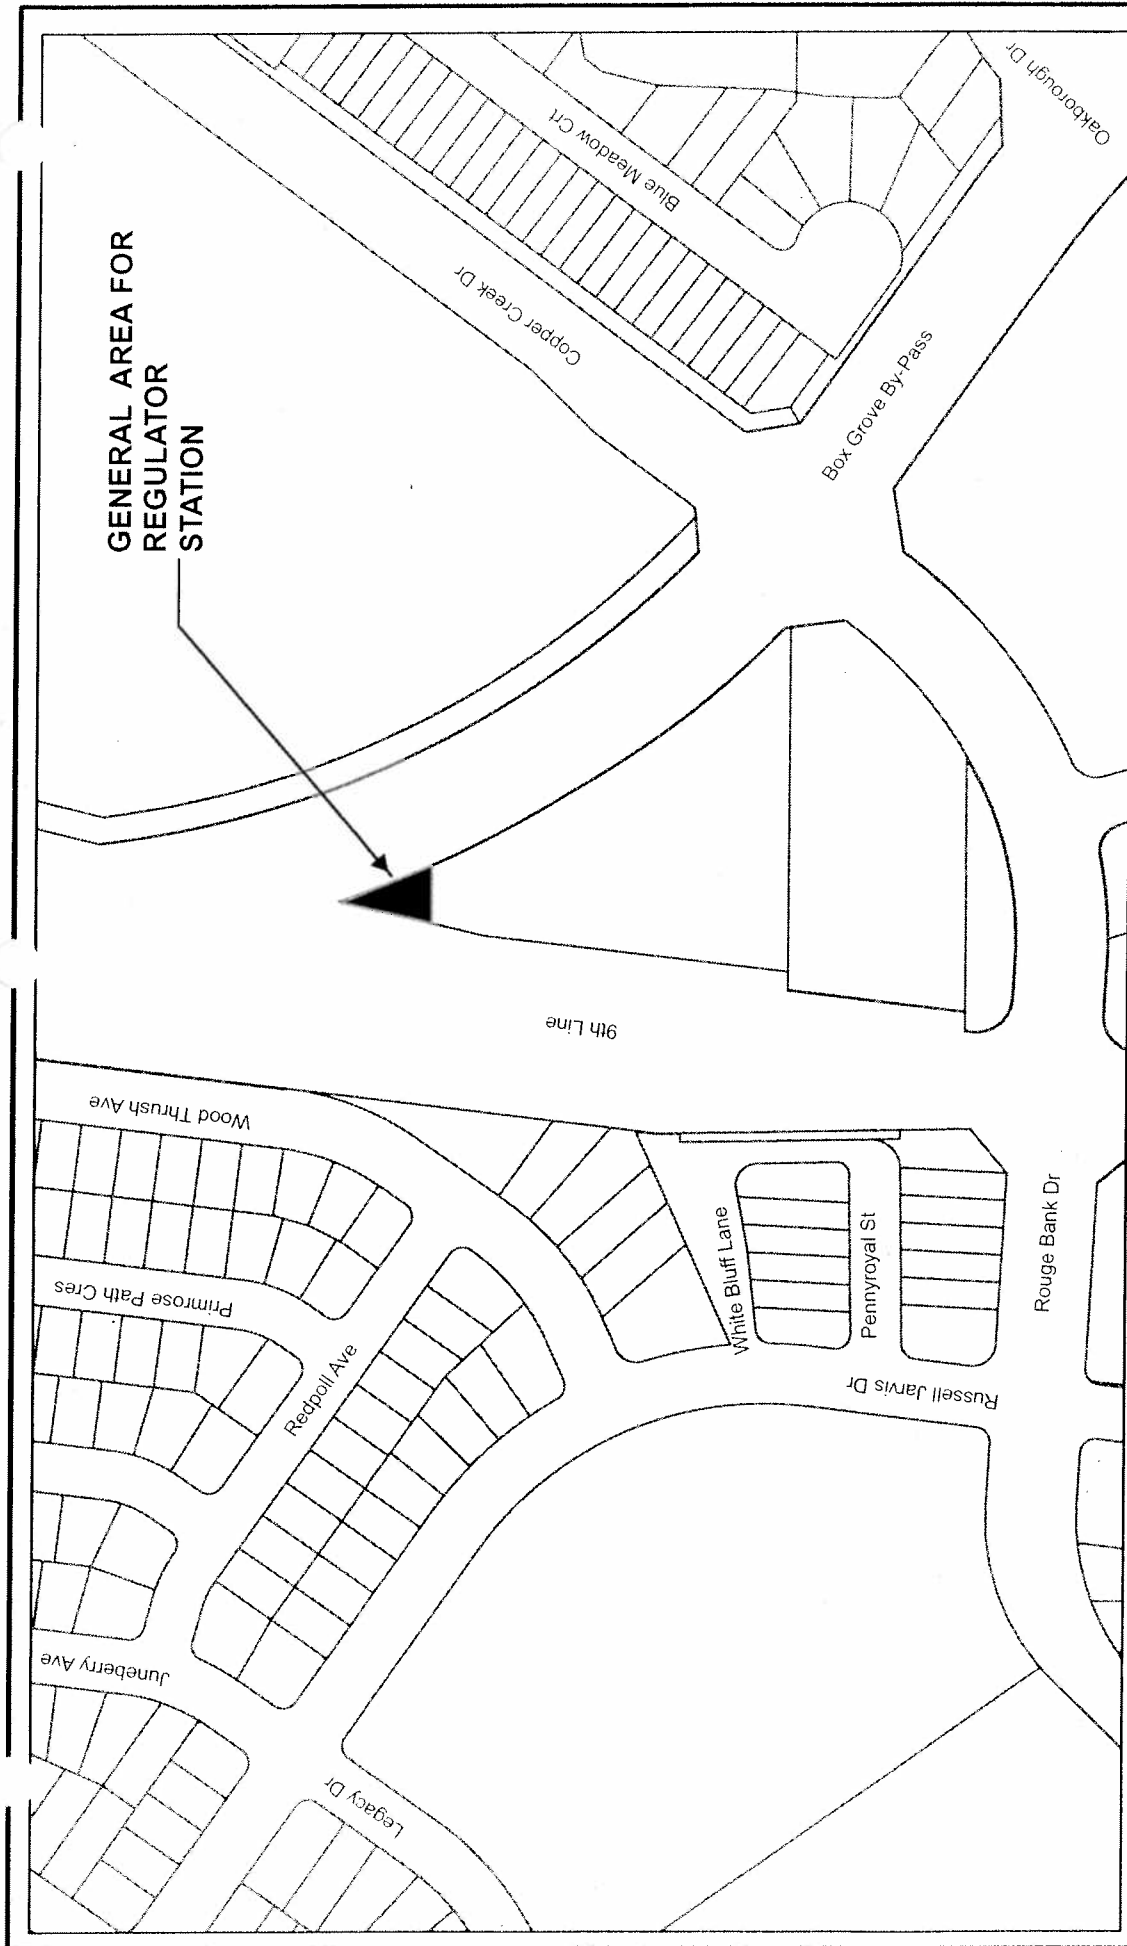 GENERAL AREA FOR
REGULATOR
STATION
Oakborough Dr
Blue Meadow Crt
Copper Creek Dr
Box Grove By-Pass
9th Line
Wood Thrush Ave
Primrose Path Cres
Redpoll Ave
White Bluff Lane
Pennyroyal St
Rouge Bank Dr
Russell Jarvis Dr
Juneberry Ave
Legacy Dr